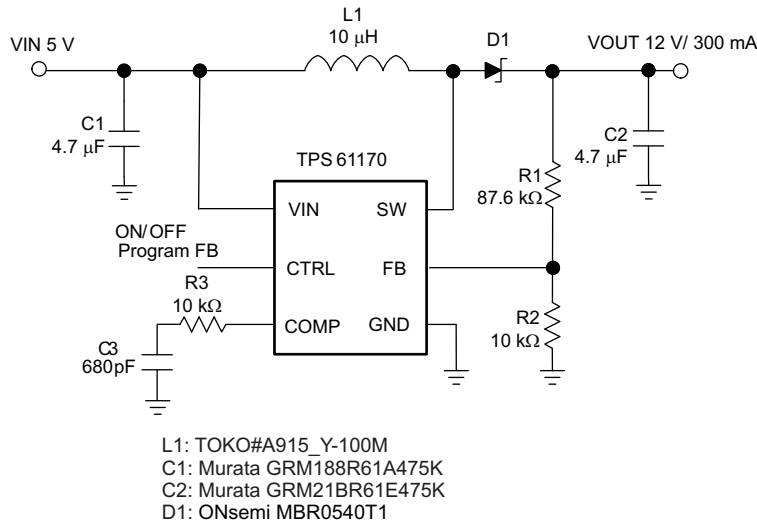 L1
10 μH
D1
VIN 5 V
VOUT 12 V/ 300 mA
C1
4.7 μF
C2
4.7 μF
TPS 61170
R1
87.6 kΩ
VIN
SW
ON/OFF
Program FB
CTRL
FB
R3
10 kΩ
COMP
GND
R2
10 kΩ
C3
680pF
L1: TOKO#A915_Y-100M
C1: Murata GRM188R61A475K
C2: Murata GRM21BR61E475K
D1: ONsemi MBR0540T1